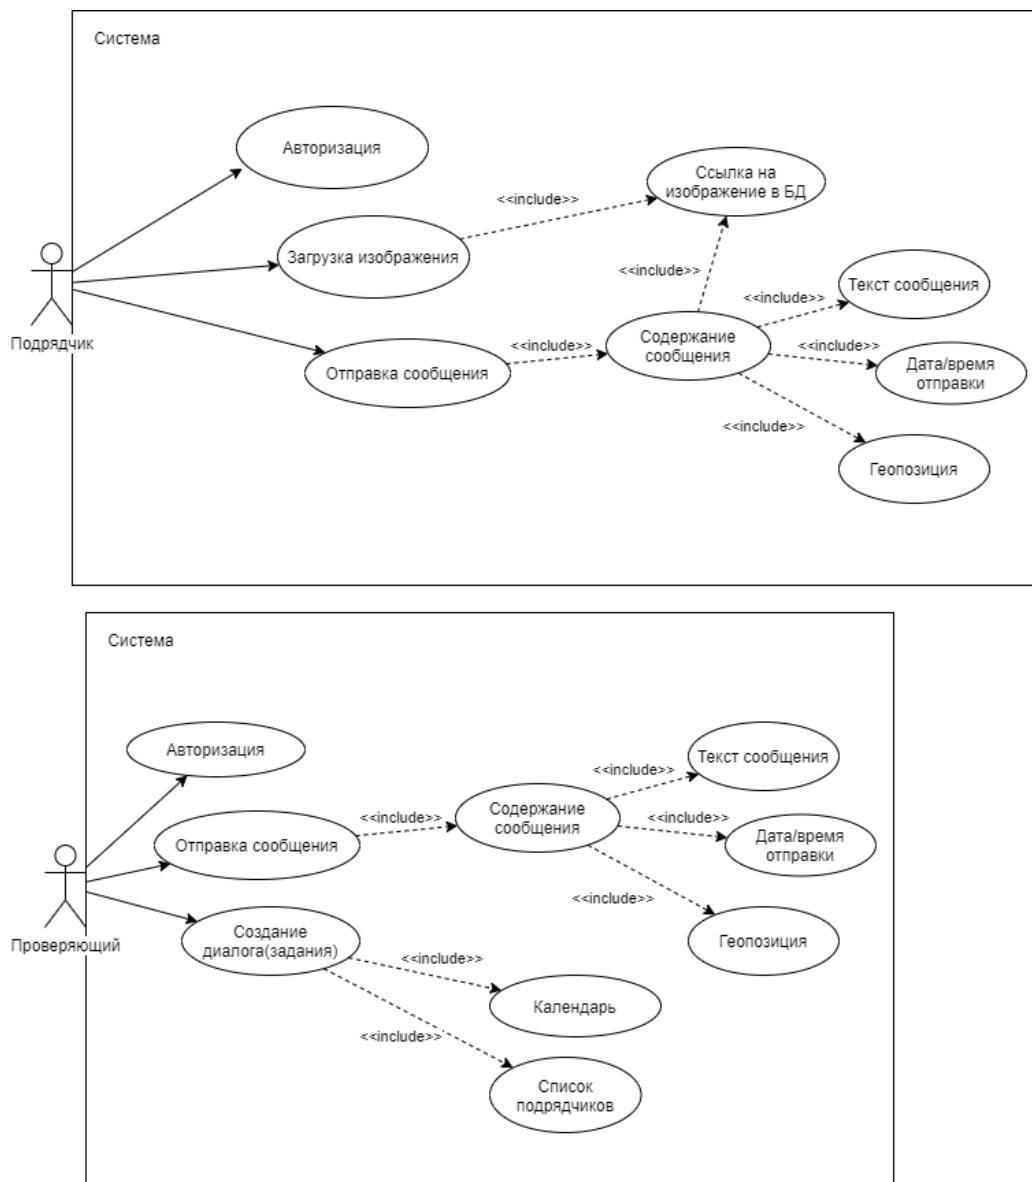 Система
Авторизация
Ссылка на
изображение в БД
<<include>>
Загрузка изображения
<<include>>
Текст сообщения
<<include>>
Подрядчик
Содержание
сообщения
<<include>>
<<include>>
Отправка сообщения
Дата/время
отправки
<<include>>
Геопозиция
Система
Авторизация
Текст сообщения
<<include>>
Содержание
сообщения
<<include>>
<<include>>
Отправка сообщения
Дата/время
отправки
<<include>>
Проверяющий
Создание
диалога(задания)
Геопозиция
<<include>>
Календарь
<<include>>
Список
подрядчиков